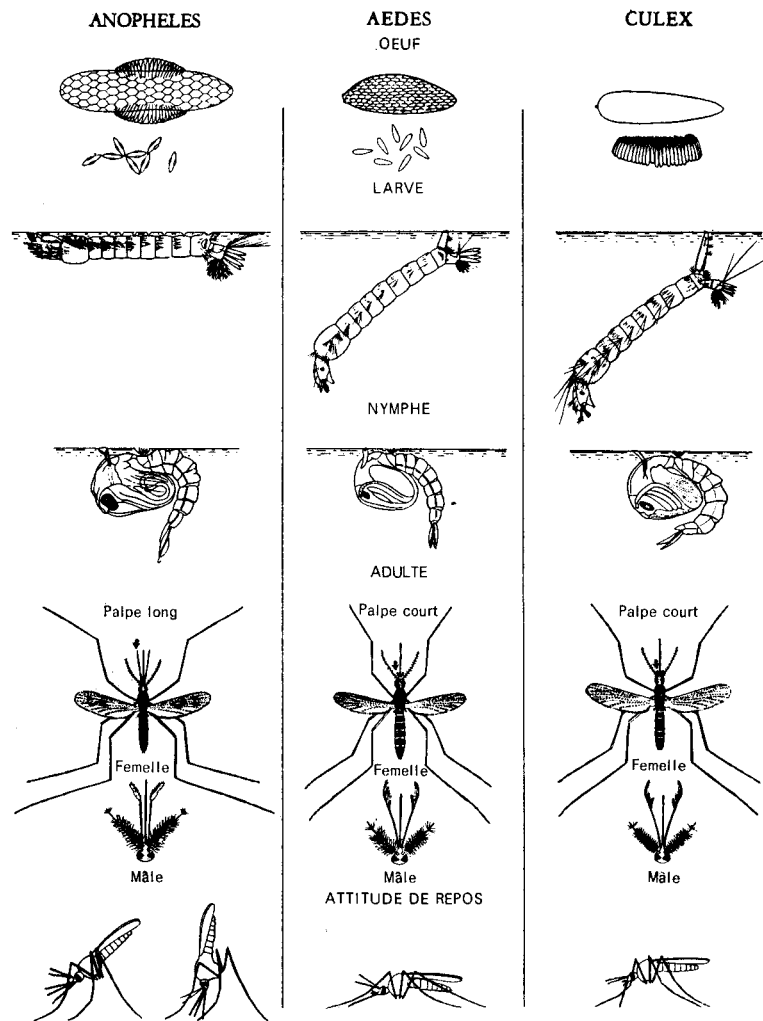 ANOPHELES AEDES CULEX
.OEUF
LARVE
NYMPHE
ADULTE
Palpe long Palpe court Palpe court
Femelle Femelle Femelle
Mâle Mâle Mâle
ATTITUDE DE REPOS